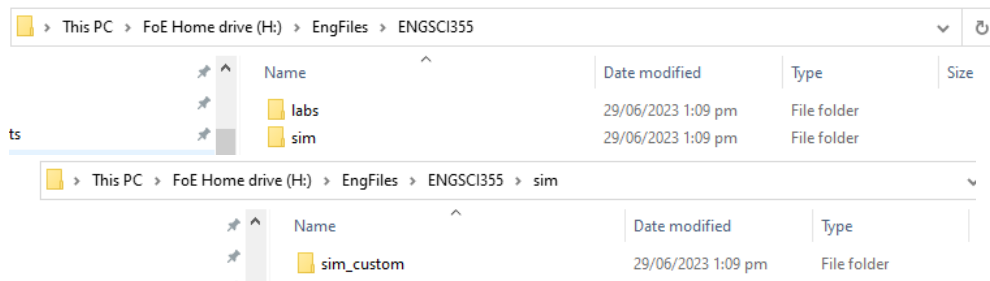 This PC > FoE Home drive (H:) > EngFiles > ENGSCI355
Name Date modified Type Size
labs 29/06/2023 1:09 pm File folder
ts sim 29/06/2023 1:09 pm File folder
This PC > FoE Home drive (H:) > EngFiles > ENGSCI355 > sim
Name Date modified Type
sim_custom 29/06/2023 1:09 pm File folder